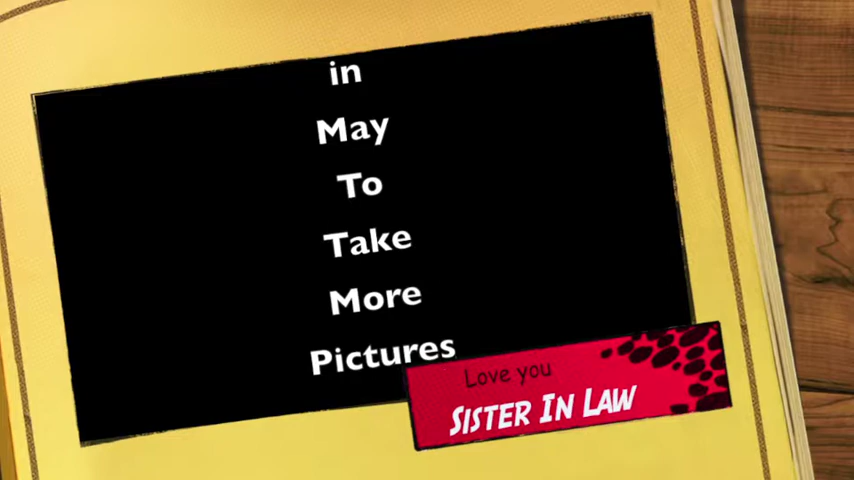 in
May
To
Take
More
Pictures
Love you
SISTER IN LAW